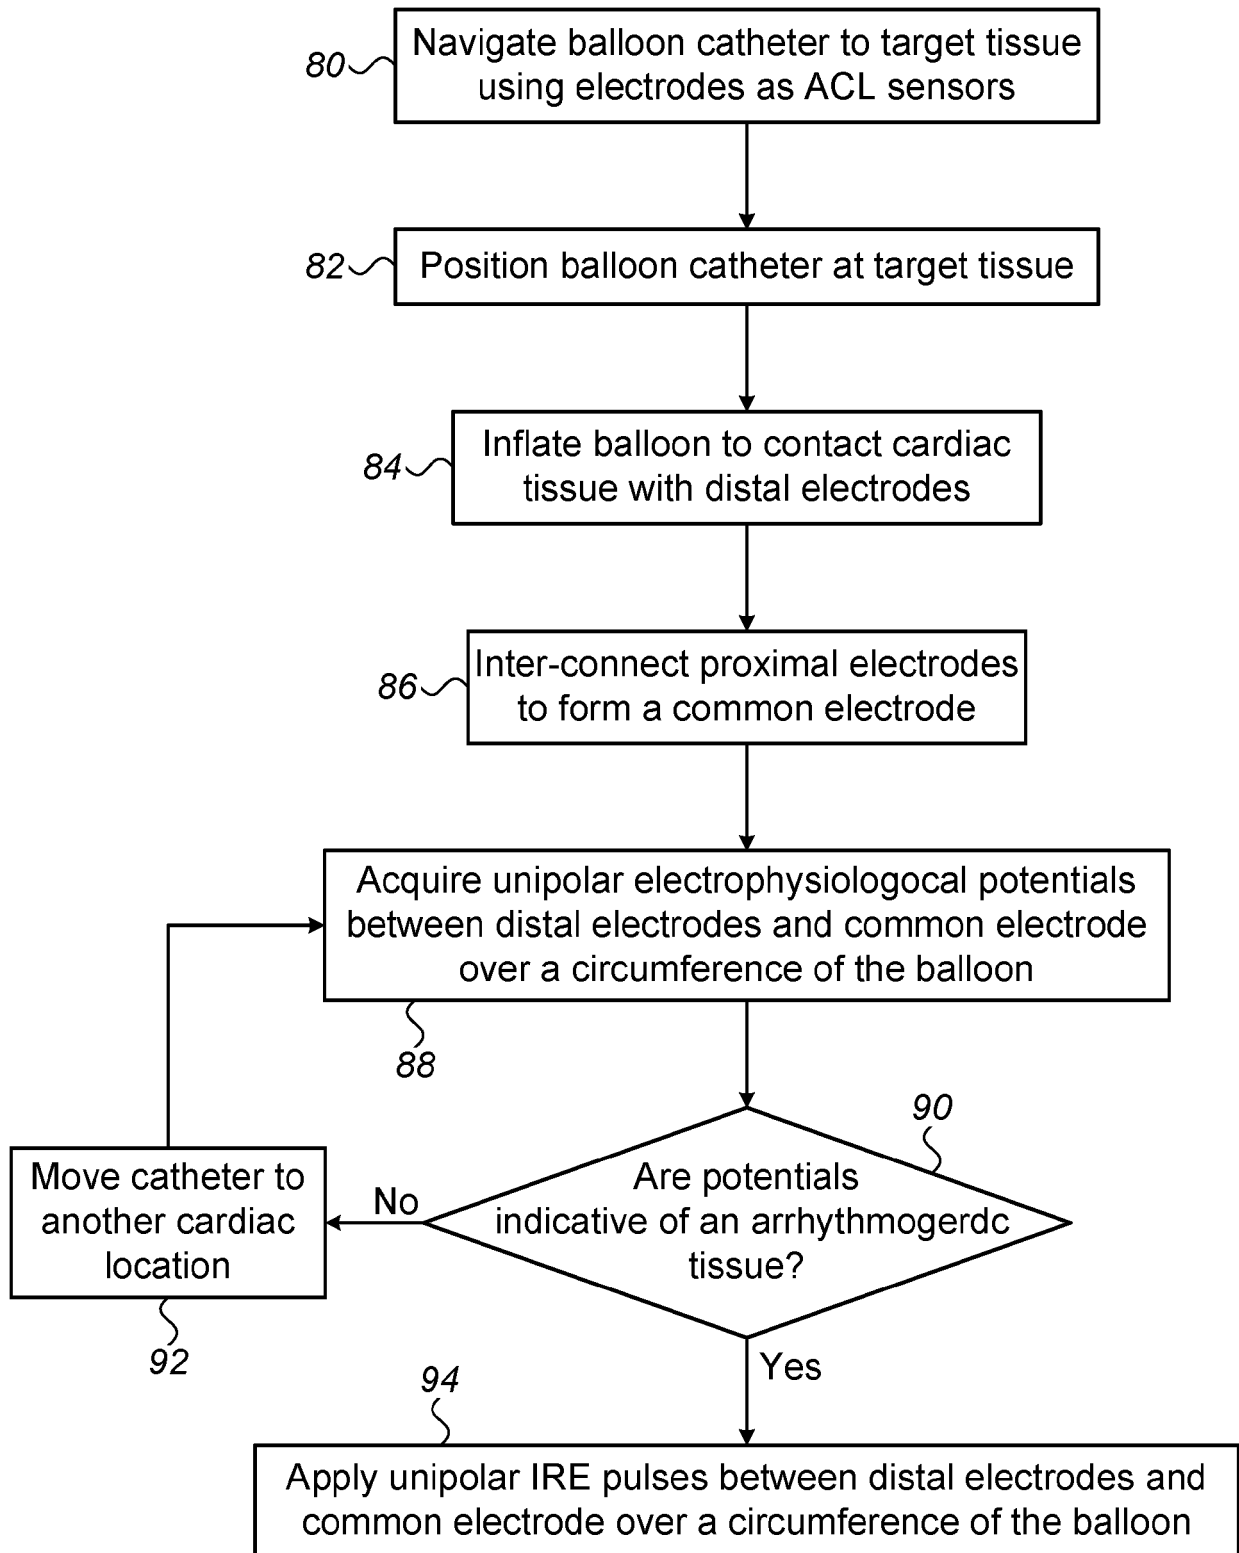 80
Navigate balloon catheter to target tissue
using electrodes as ACL sensors
82
Position balloon catheter at target tissue
84
Inflate balloon to contact cardiac
tissue with distal electrodes
86
Inter-connect proximal electrodes
to form a common electrode
Acquire unipolar electrophysiologocal potentials
between distal electrodes and common electrode
over a circumference of the balloon
88
90
Are potentials
indicative of an arrhythmogerdc
tissue?
No
Move catheter to
another cardiac
location
92
Yes
94
Apply unipolar IRE pulses between distal electrodes and
common electrode over a circumference of the balloon